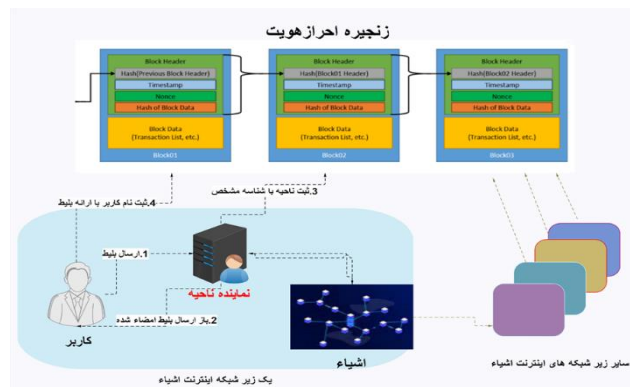 زنجیره احرازهویت
Block Header
Hash(Previous Block Header)
Timestamp
Nonce
Hash of Block Data
Block Data
(Transaction List, etc.)
Block01
Block Header
Hash(Block01 Header)
Timestamp
Nonce
Hash of Block Data
Block Data
(Transaction List, etc.)
Block02
Block Header
Hash(Block02 Header)
Timestamp
Nonce
Hash of Block Data
Block Data
(Transaction List, etc.)
Block03
3.ثبت ناحیه با شناسه مشخص
4.ثبت نام کاربر با ارائه بلیط
1.ارسال بلیط
نماینده ناحیه
2.باز ارسال بلیط امضاء شده
کاربر
اشیاء
سایر زیر شبکه های اینترنت اشیاء
یک زیر شبکه اینترنت اشیاء